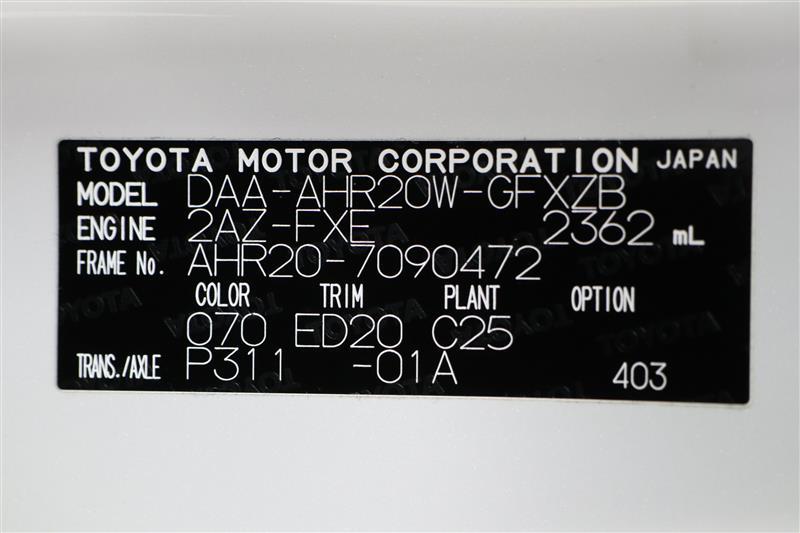 TOYOTA MOTOR CORPORATION JAPAN
MODEL DAA-AHR20W-GFXZB
ENGINE 2AZ-FXE 2362 mL
FRAME No. AHR20-7090472
COLOR TRIM PLANT OPTION
070 ED20 C25
TRANS./AXLE P311 -01A 403